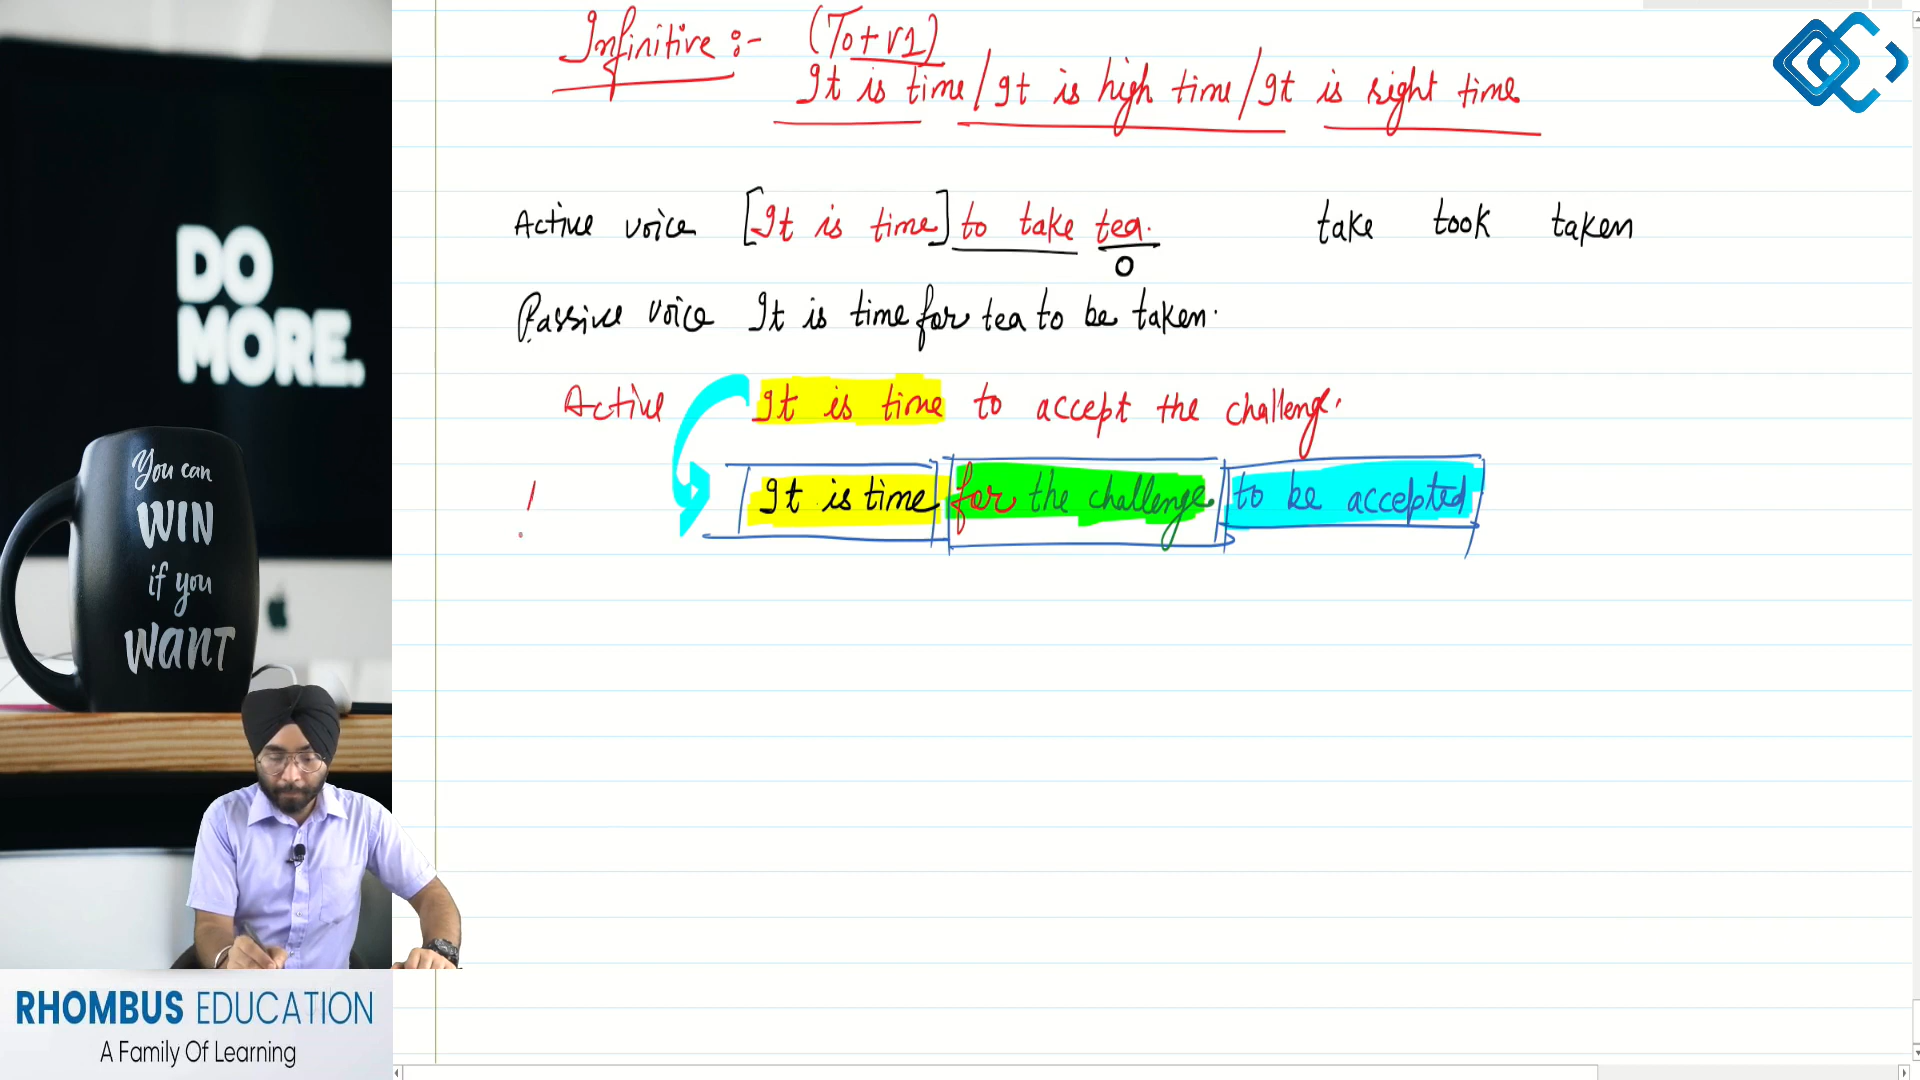 Infinitive :- (To+V1)
It is time / It is high time / It is right time
Active voice [It is time] to take tea. take took taken
O
Passive voice It is time for tea to be taken.
Active It is time to accept the challenge.
It is time for the challenge to be accepted
DO
MORE.
You can
WIN
if you
WANT
RHOMBUS EDUCATION
A Family Of Learning